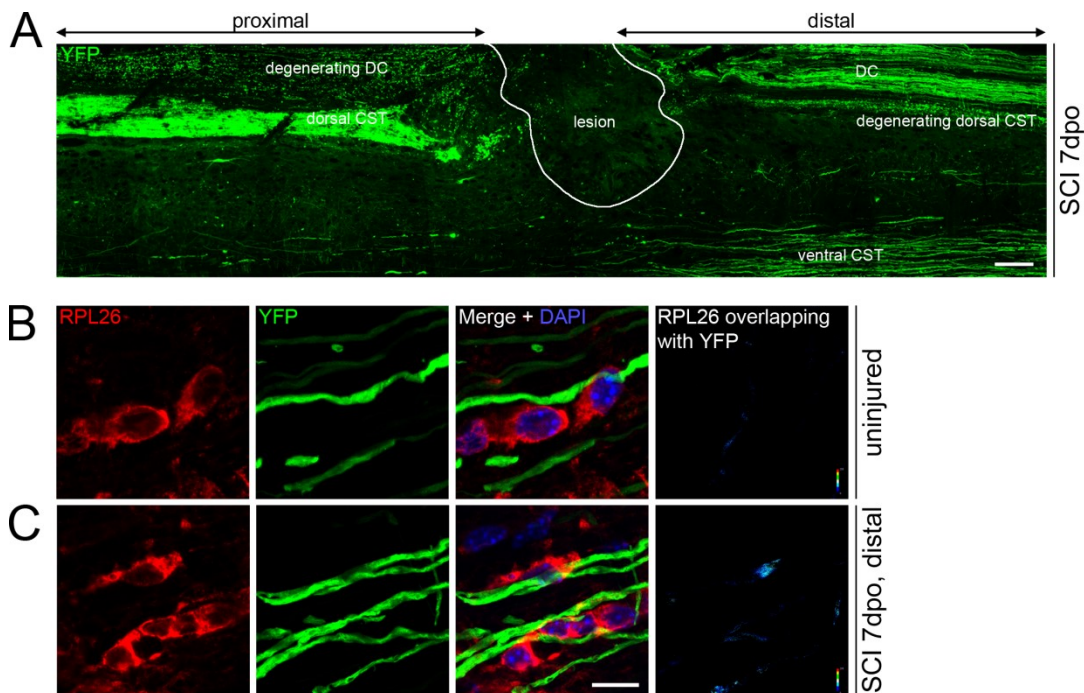 proximal
distal
A
YFP
degenerating DC
DC
dorsal CST
lesion
degenerating dorsal CST
ventral CST
SCI 7dpo
B
RPL26
YFP
Merge + DAPI
RPL26 overlapping
with YFP
uninjured
C
SCI 7dpo, distal